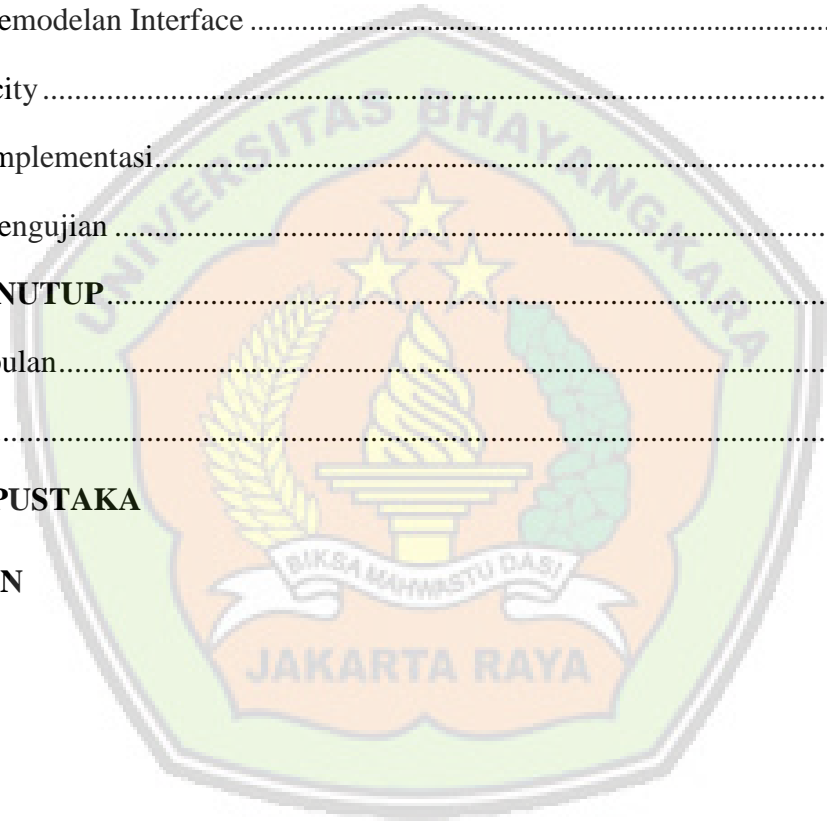 emodelan Interface ........................................................................
city ........................................................................
mplementasi ........................................................................
engujian ........................................................................
NUTUP ........................................................................
pulan ........................................................................
........................................................................
PUSTAKA
N
UNIVERSITAS BHAYANGKARA
BIKSA MAHWASTU DASI
JAKARTA RAYA